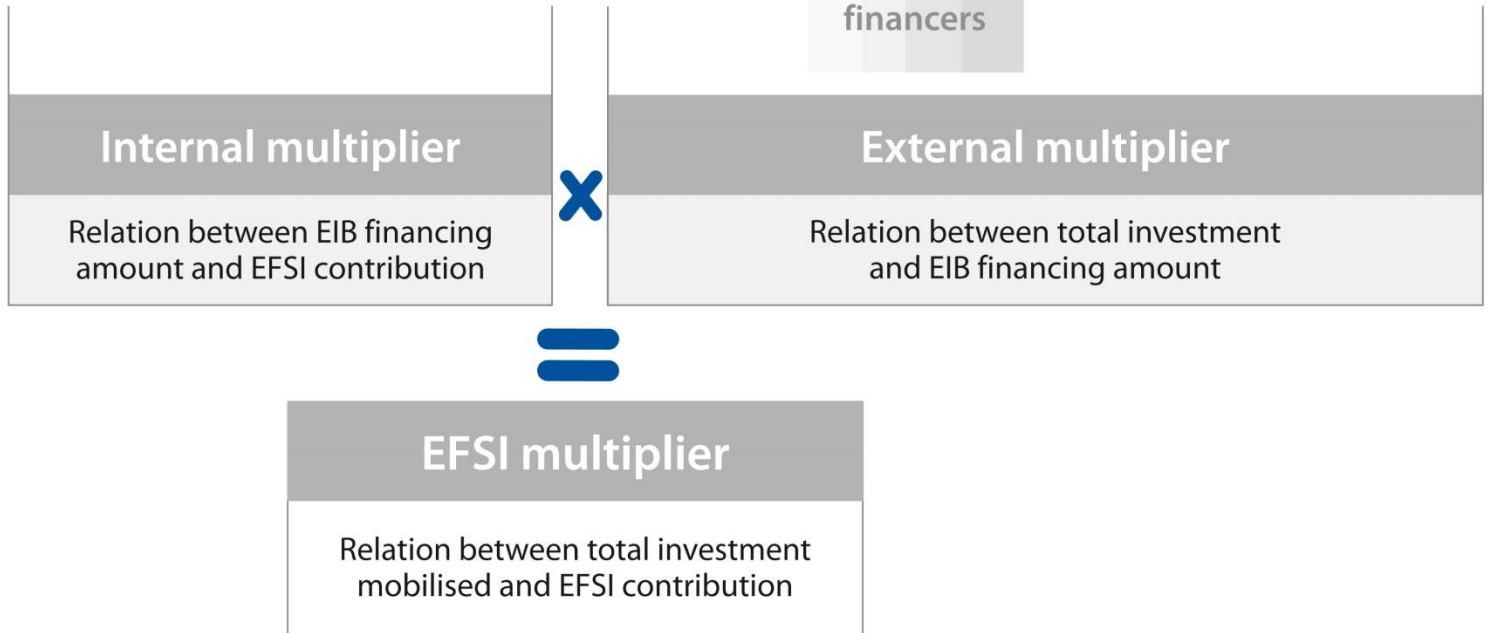 financers
Internal multiplier
Relation between EIB financing
amount and EFSI contribution
x
External multiplier
Relation between total investment
and EIB financing amount
=
EFSI multiplier
Relation between total investment
mobilised and EFSI contribution